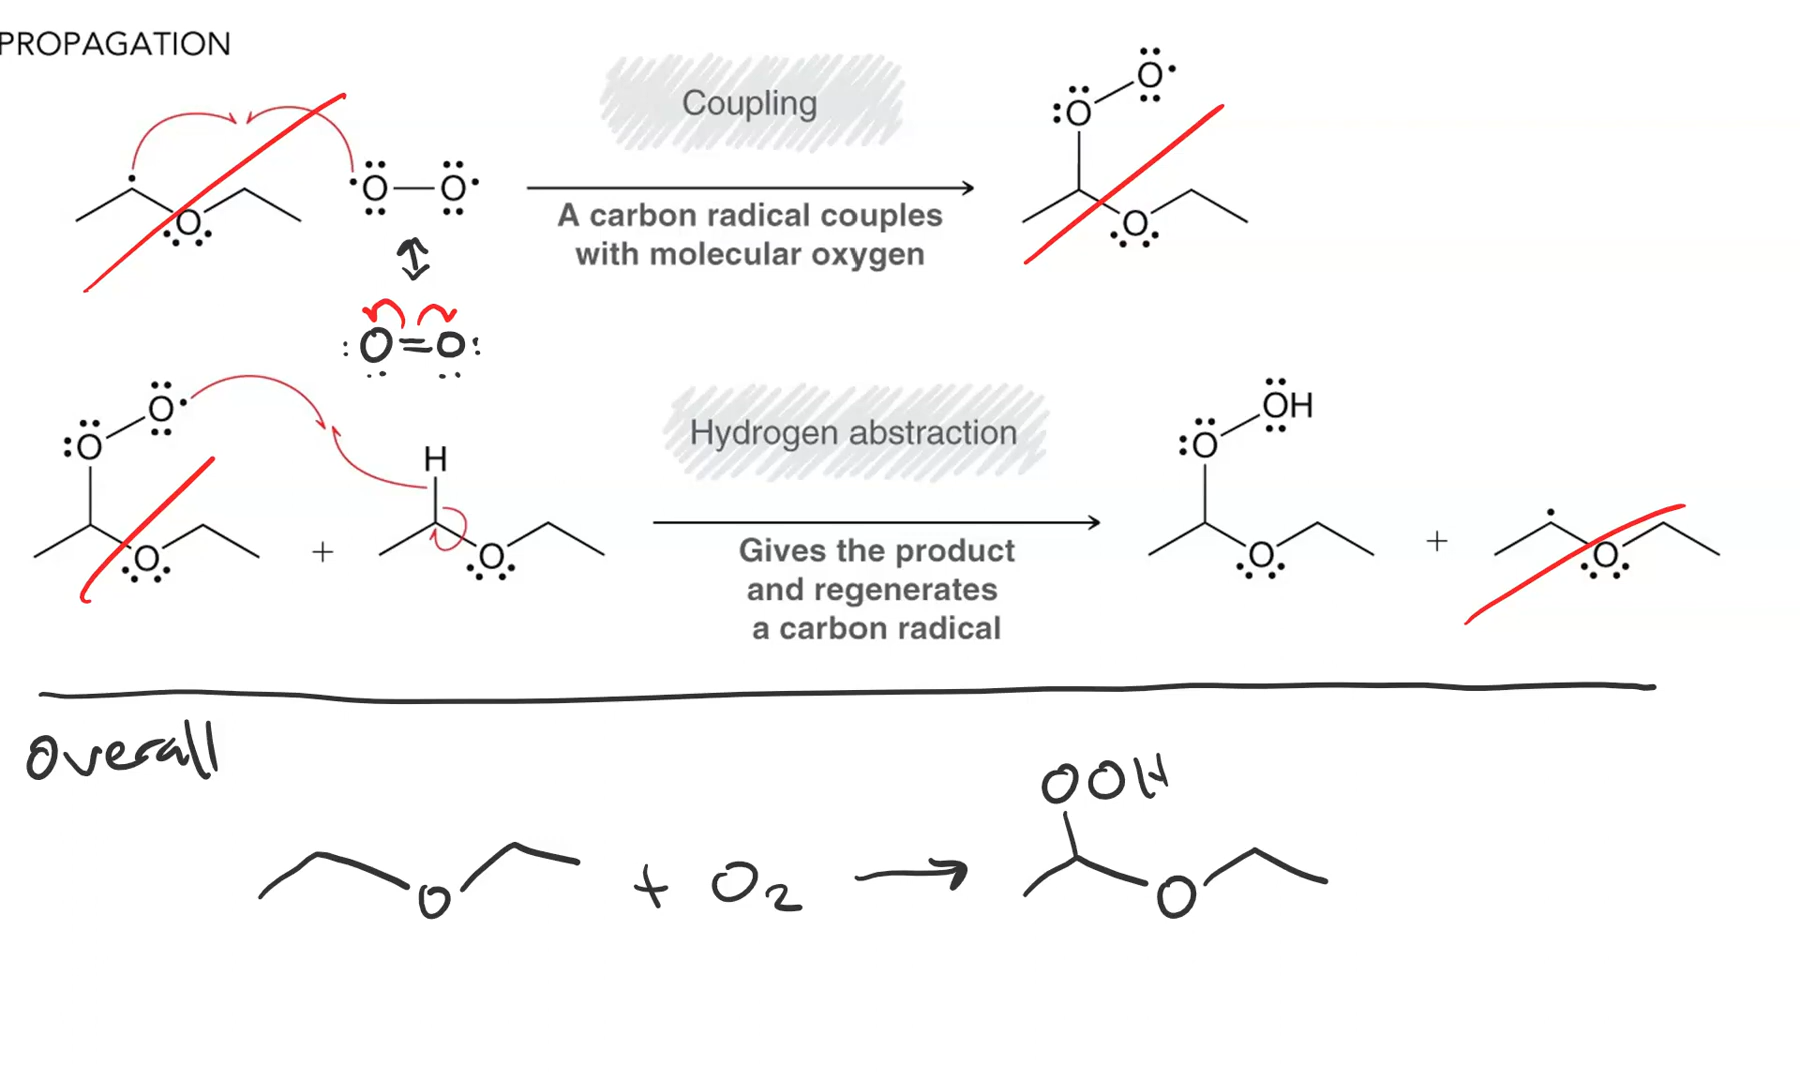 PROPAGATION
Coupling
A carbon radical couples
with molecular oxygen
O O
O O
O
O
O
O
O=O
Hydrogen abstraction
Gives the product
and regenerates
a carbon radical
O
O
O
+
H
O
OH
O
O
+
O
Overall
O + O2
OOH
O